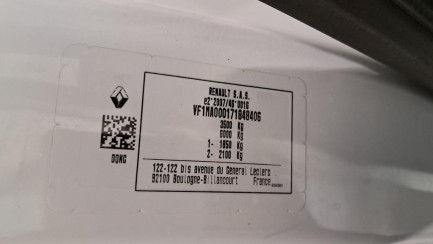 RENAULT S.A.S.
e2*2007/46*0016
VF1MA000171848406
3500 Kg
6000 Kg
1- 1850 Kg
2- 2100 Kg
122-122 bis avenue du General Leclerc
92100 Boulogne-Billancourt France